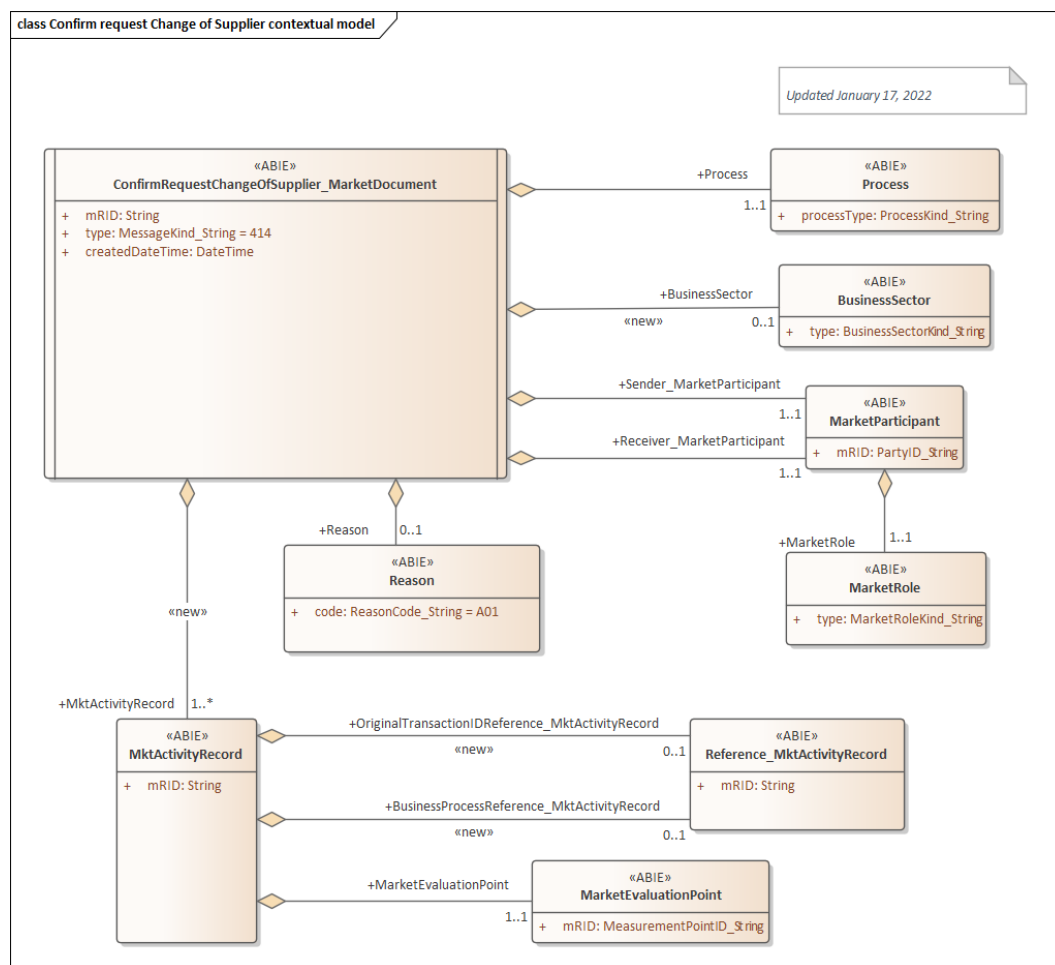 class Confirm request Change of Supplier contextual model
Updated January 17, 2022
«ABIE»
ConfirmRequestChangeOfSupplier_MarketDocument
+ mRID: String
+ type: MessageKind_String = 414
+ createdDateTime: DateTime
+Process
1..1
«ABIE»
Process
+ processType: ProcessKind_String
+BusinessSector
«new»
0..1
«ABIE»
BusinessSector
+ type: BusinessSectorKind_String
+Sender_MarketParticipant
1..1
+Receiver_MarketParticipant
1..1
«ABIE»
MarketParticipant
+ mRID: PartyID_String
+MarketRole
1..1
«ABIE»
MarketRole
+ type: MarketRoleKind_String
+Reason
0..1
«ABIE»
Reason
+ code: ReasonCode_String = A01
«new»
+MktActivityRecord
1..*
«ABIE»
MktActivityRecord
+ mRID: String
+OriginalTransactionIDReference_MktActivityRecord
«new»
0..1
+BusinessProcessReference_MktActivityRecord
«new»
0..1
«ABIE»
Reference_MktActivityRecord
+ mRID: String
+MarketEvaluationPoint
1..1
«ABIE»
MarketEvaluationPoint
+ mRID: MeasurementPointID_String